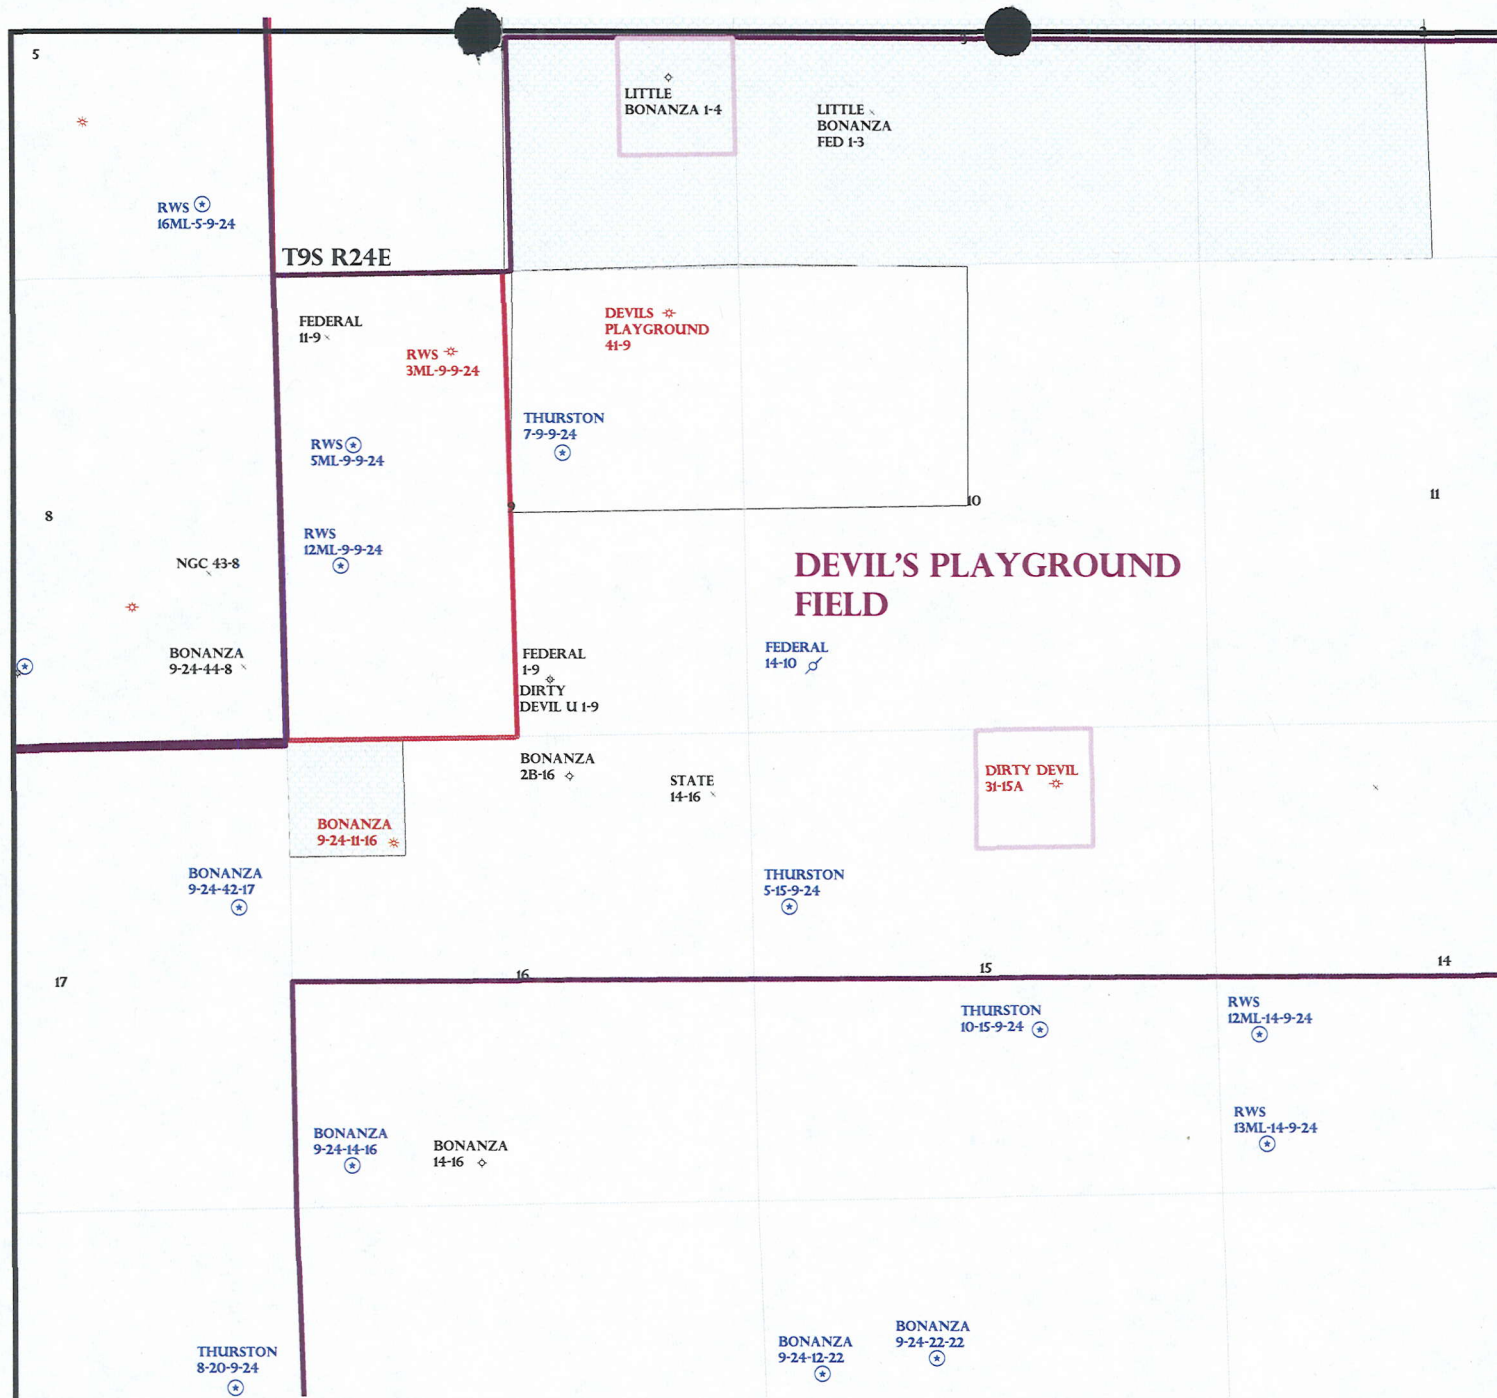 5
3
3
LITTLE
BONANZA 1-4
LITTLE
BONANZA
FED 1-3
RWS
16ML-5-9-24
T9S R24E
FEDERAL
11-9
DEVILS
PLAYGROUND
41-9
RWS
3ML-9-9-24
THURSTON
7-9-9-24
RWS
5ML-9-9-24
8
9
10
11
RWS
12ML-9-9-24
NGC 43-8
DEVIL'S PLAYGROUND
FIELD
BONANZA
9-24-44-8
FEDERAL
1-9
DIRTY
DEVIL U 1-9
FEDERAL
14-10
BONANZA
2B-16
STATE
14-16
DIRTY DEVIL
31-15A
BONANZA
9-24-11-16
BONANZA
9-24-42-17
THURSTON
5-15-9-24
17
16
15
14
THURSTON
10-15-9-24
RWS
12ML-14-9-24
BONANZA
9-24-14-16
BONANZA
14-16
RWS
13ML-14-9-24
THURSTON
8-20-9-24
BONANZA
9-24-12-22
BONANZA
9-24-22-22